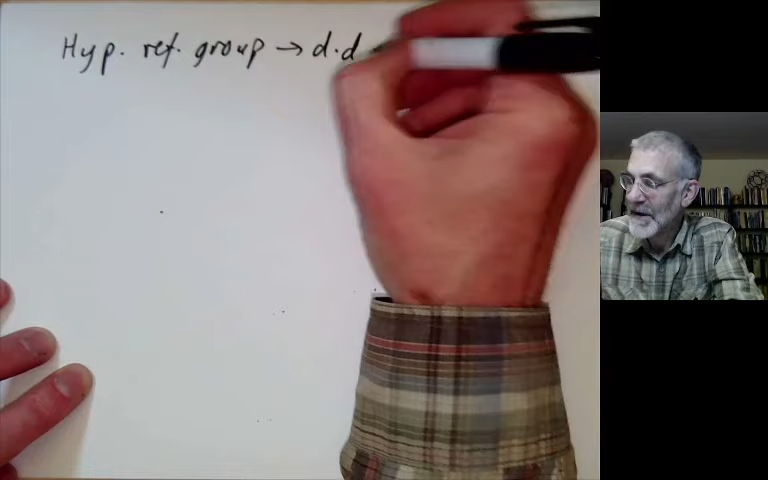 Hyp. ref. group → d.d